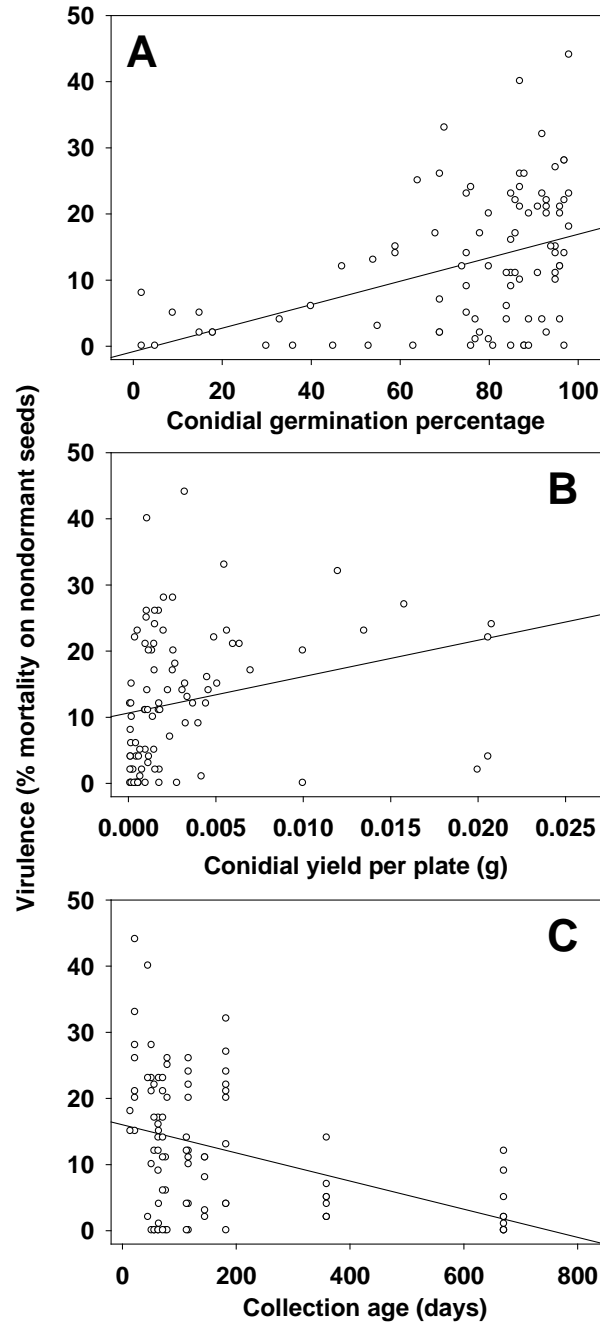 50
40
30
20
10
0
A
0 20 40 60 80 100
Conidial germination percentage
Virulence (% mortality on nondormant seeds)
50
40
30
20
10
0
B
0.000 0.005 0.010 0.015 0.020 0.025
Conidial yield per plate (g)
50
40
30
20
10
0
C
0 200 400 600 800
Collection age (days)